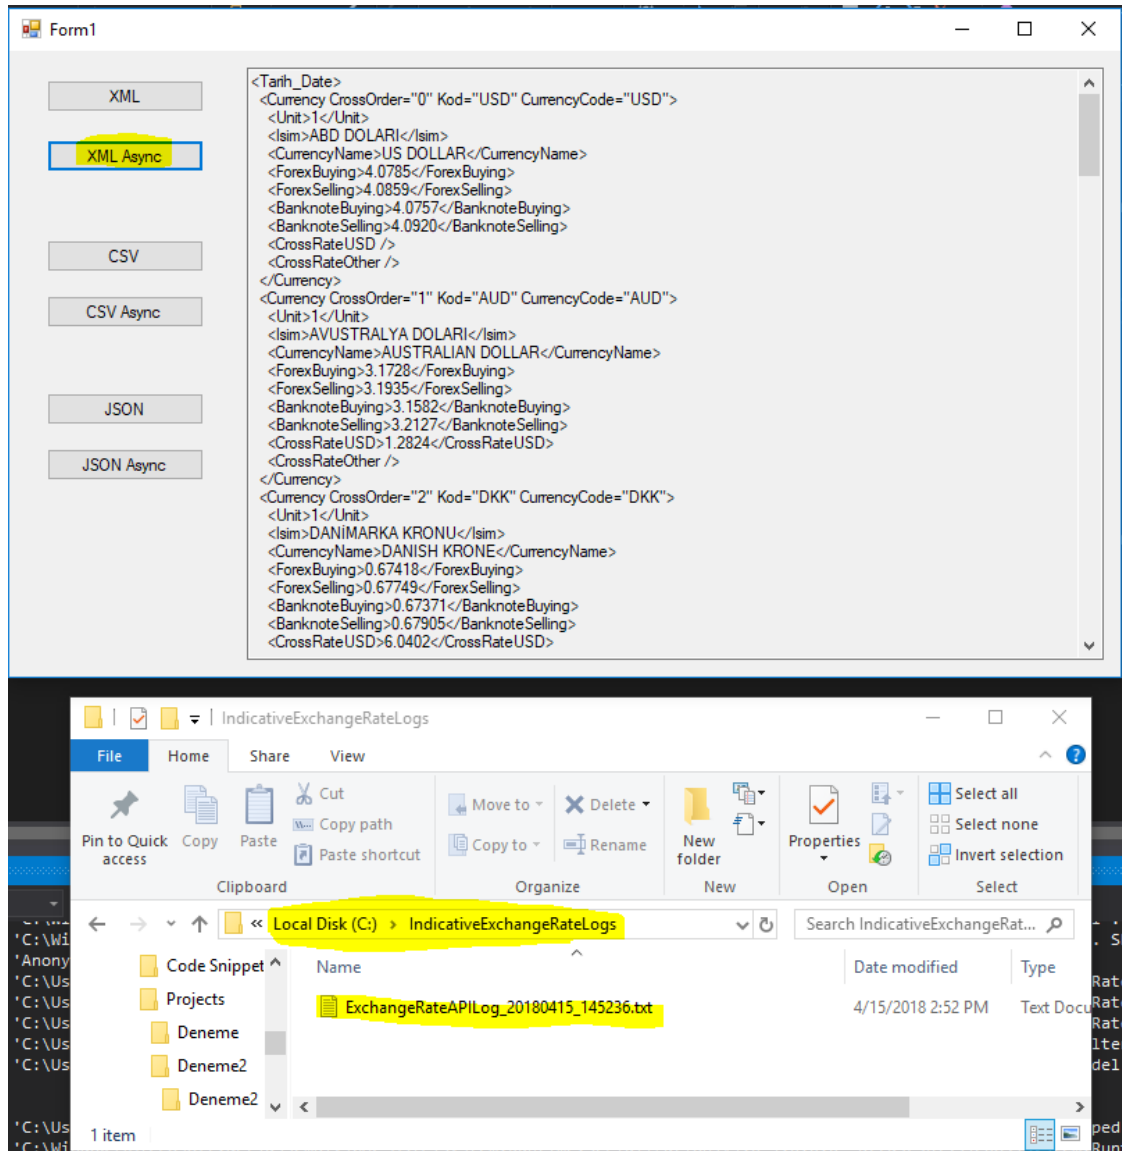 Form1
XML
XML Async
CSV
CSV Async
JSON
JSON Async
<Tarih_Date>
<Currency CrossOrder="0" Kod="USD" CurrencyCode="USD">
<Unit>1</Unit>
<Isim>ABD DOLARI</Isim>
<CurrencyName>US DOLLAR</CurrencyName>
<ForexBuying>4.0785</ForexBuying>
<ForexSelling>4.0859</ForexSelling>
<BanknoteBuying>4.0757</BanknoteBuying>
<BanknoteSelling>4.0920</BanknoteSelling>
<CrossRateUSD />
<CrossRateOther />
</Currency>
<Currency CrossOrder="1" Kod="AUD" CurrencyCode="AUD">
<Unit>1</Unit>
<Isim>AVUSTRALYA DOLARI</Isim>
<CurrencyName>AUSTRALIAN DOLLAR</CurrencyName>
<ForexBuying>3.1728</ForexBuying>
<ForexSelling>3.1935</ForexSelling>
<BanknoteBuying>3.1582</BanknoteBuying>
<BanknoteSelling>3.2127</BanknoteSelling>
<CrossRateUSD>1.2824</CrossRateUSD>
<CrossRateOther />
</Currency>
<Currency CrossOrder="2" Kod="DKK" CurrencyCode="DKK">
<Unit>1</Unit>
<Isim>DANİMARKA KRONU</Isim>
<CurrencyName>DANISH KRONE</CurrencyName>
<ForexBuying>0.67418</ForexBuying>
<ForexSelling>0.67749</ForexSelling>
<BanknoteBuying>0.67371</BanknoteBuying>
<BanknoteSelling>0.67905</BanknoteSelling>
<CrossRateUSD>6.0402</CrossRateUSD>
IndicativeExchangeRateLogs
File Home Share View
Pin to Quick access
Copy
Paste
Cut
Copy path
Paste shortcut
Clipboard
Move to
Copy to
Delete
Rename
Organize
New folder
New
Properties
Open
Select all
Select none
Invert selection
Select
« Local Disk (C:) › IndicativeExchangeRateLogs
Search IndicativeExchangeRat...
Code Snippet
Projects
Deneme
Deneme2
Deneme2
Name Date modified Type
ExchangeRateAPILog_20180415_145236.txt 4/15/2018 2:52 PM Text Docu
1 item
'C:\Wi
'Anony
'C:\Us
'C:\Us
'C:\Us
'C:\Us
'C:\Us
'C:\Us
'C:\Wi